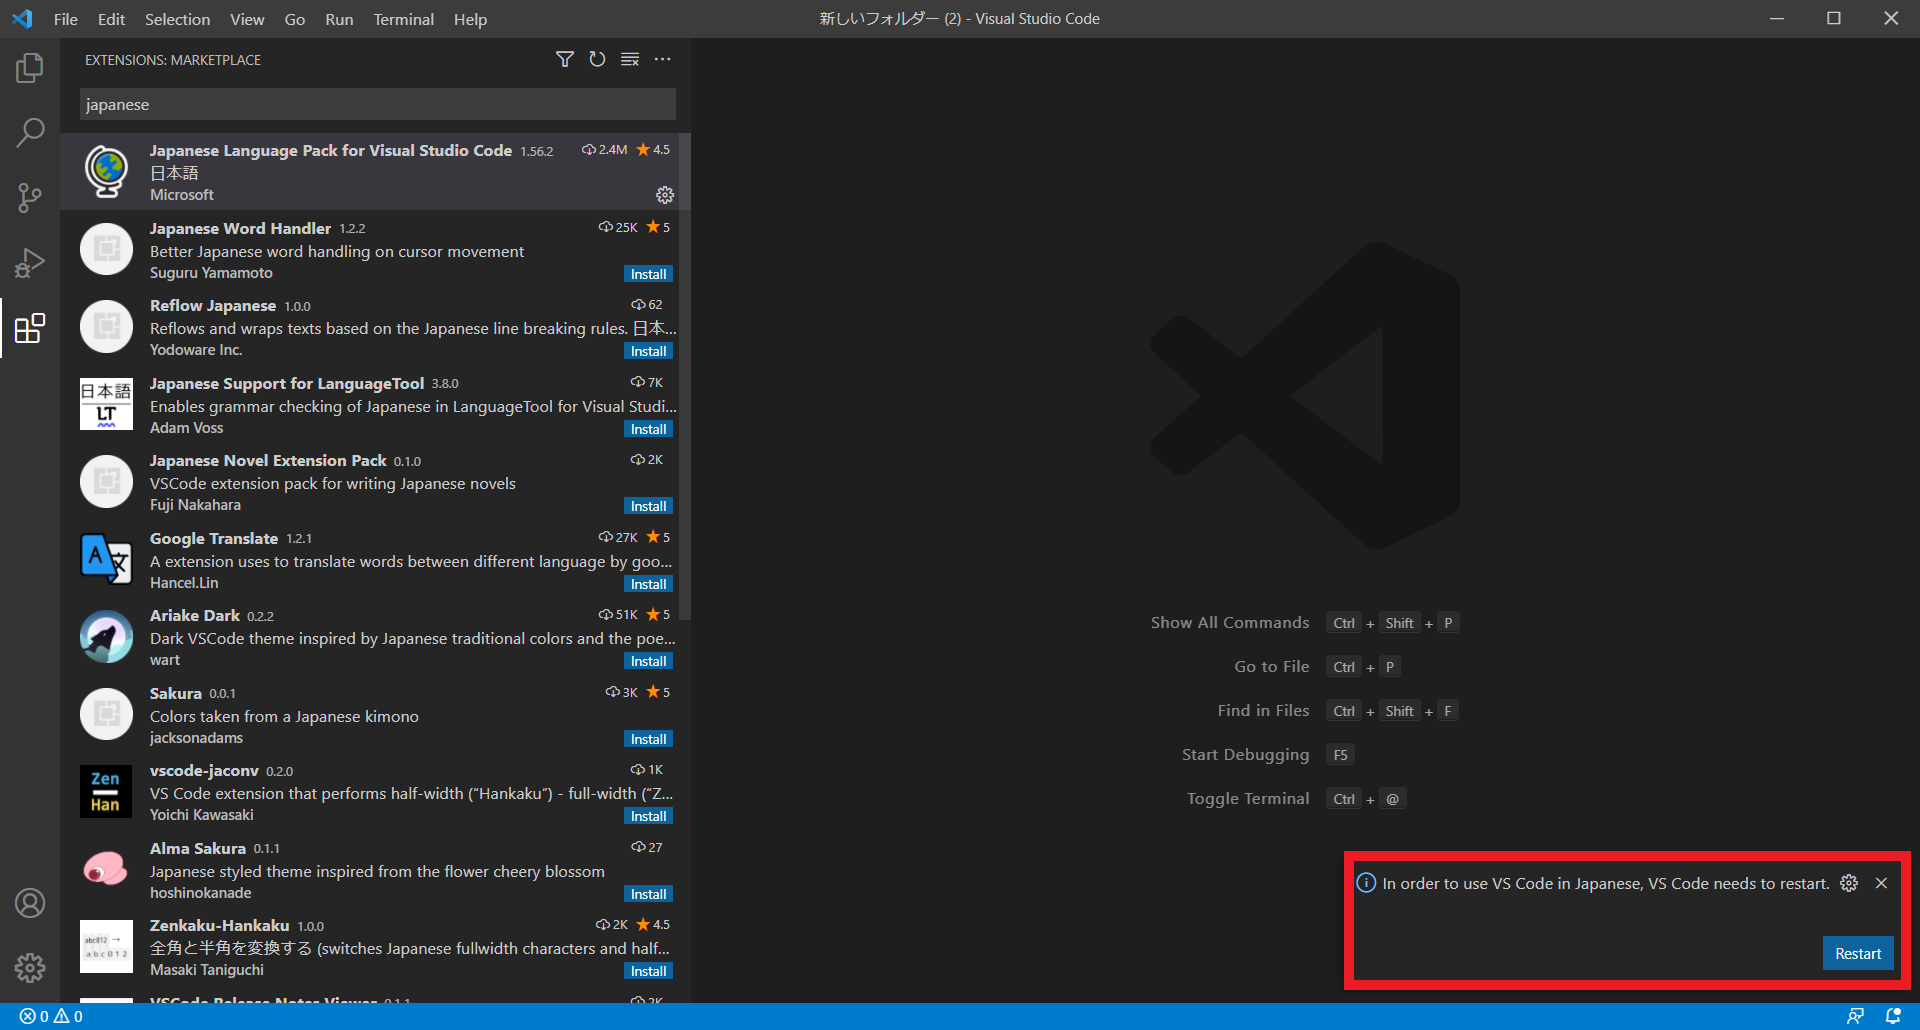 File Edit Selection View Go Run Terminal Help
新しいフォルダー (2) - Visual Studio Code
EXTENSIONS: MARKETPLACE
japanese
Japanese Language Pack for Visual Studio Code 1.56.2 2.4M 4.5
日本語
Microsoft
Japanese Word Handler 1.2.2 25K 5
Better Japanese word handling on cursor movement
Suguru Yamamoto Install
Reflow Japanese 1.0.0 62
Reflows and wraps texts based on the Japanese line breaking rules. 日本...
Yodoware Inc. Install
日本語
LT
Japanese Support for LanguageTool 3.8.0 7K
Enables grammar checking of Japanese in LanguageTool for Visual Studi...
Adam Voss Install
Japanese Novel Extension Pack 0.1.0 2K
VSCode extension pack for writing Japanese novels
Fuji Nakahara Install
A 文
Google Translate 1.2.1 27K 5
A extension uses to translate words between different language by goo...
Hancel.Lin Install
Ariake Dark 0.2.2 51K 5
Dark VSCode theme inspired by Japanese traditional colors and the poe...
wart Install
Sakura 0.0.1 3K 5
Colors taken from a Japanese kimono
jacksonadams Install
Zen
Han
vscode-jaconv 0.2.0 1K
VS Code extension that performs half-width (“Hankaku”) - full-width (“Z...
Yoichi Kawasaki Install
Alma Sakura 0.1.1 27
Japanese styled theme inspired from the flower cheery blossom
hoshinokanade Install
abc012 →
a b c 0 1 2
Zenkaku-Hankaku 1.0.0 2K 4.5
全角と半角を変換する (switches Japanese fullwidth characters and half...
Masaki Taniguchi Install
VSCode Release Notes Viewer 0.1.1 2K
Show All Commands Ctrl + Shift + P
Go to File Ctrl + P
Find in Files Ctrl + Shift + F
Start Debugging F5
Toggle Terminal Ctrl + @
In order to use VS Code in Japanese, VS Code needs to restart.
Restart
0 0